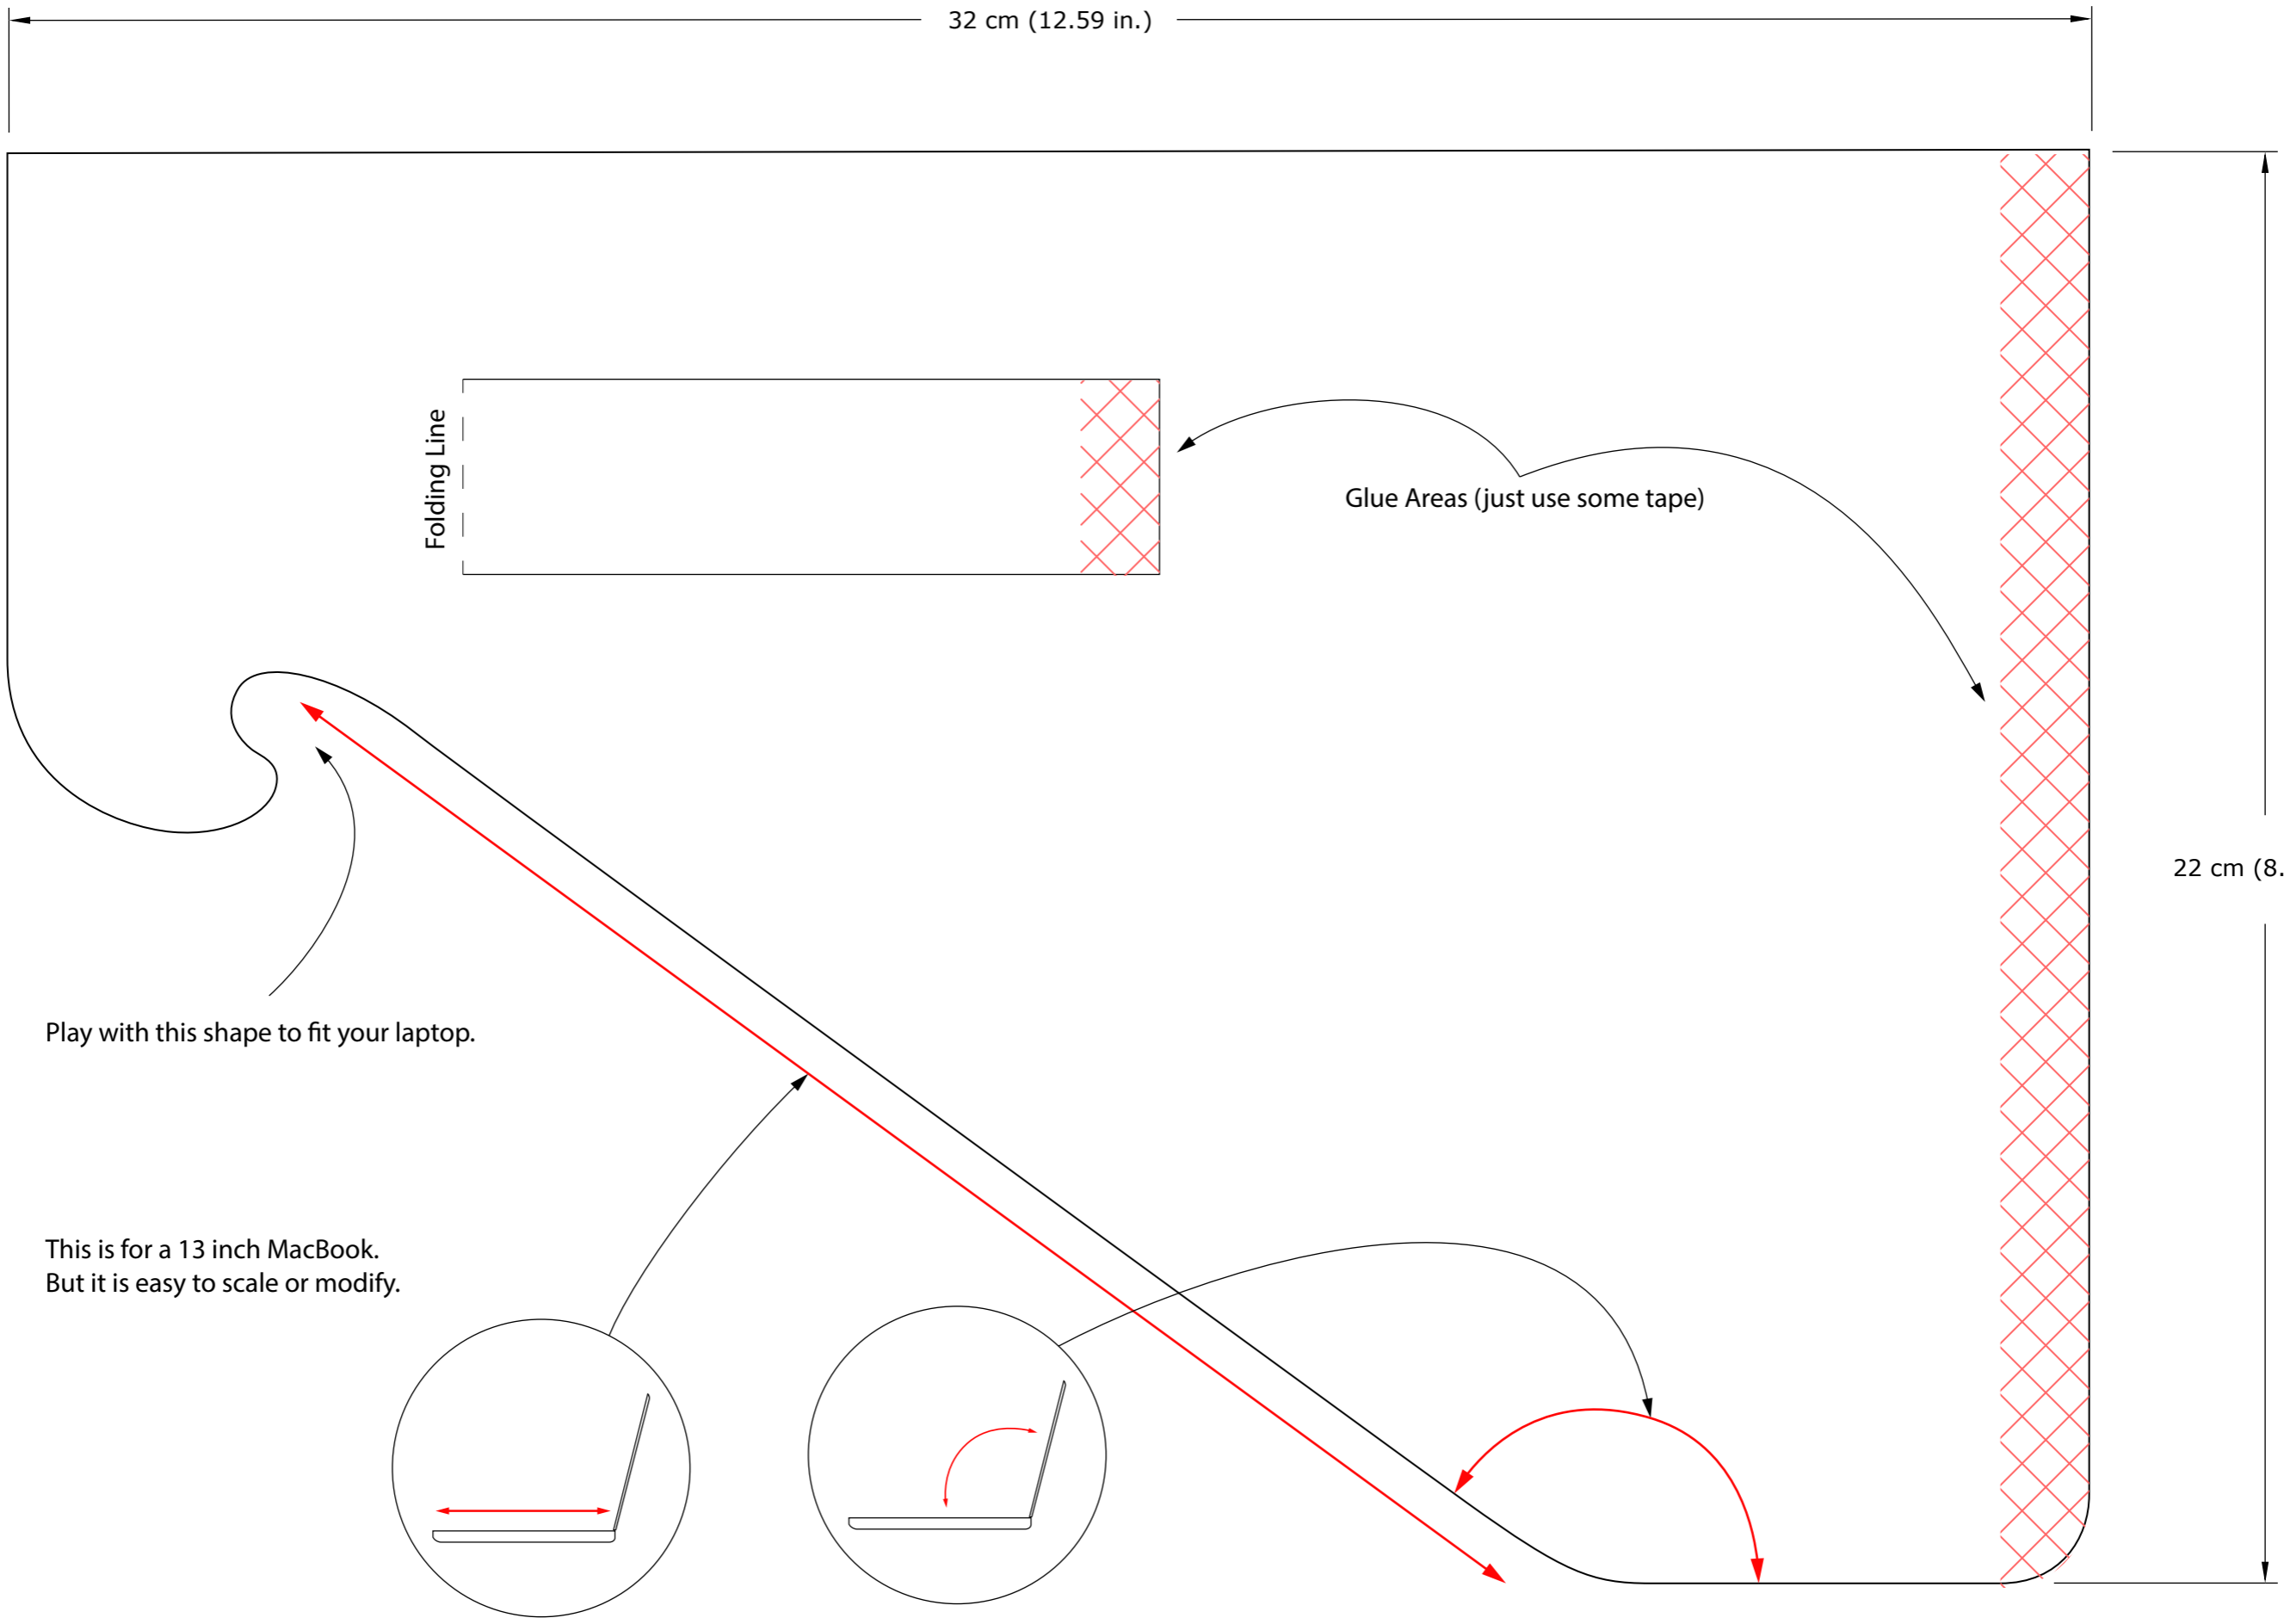 32 cm (12.59 in.)
Folding Line
Glue Areas (just use some tape)
22 cm (8.
Play with this shape to fit your laptop.
This is for a 13 inch MacBook.
But it is easy to scale or modify.